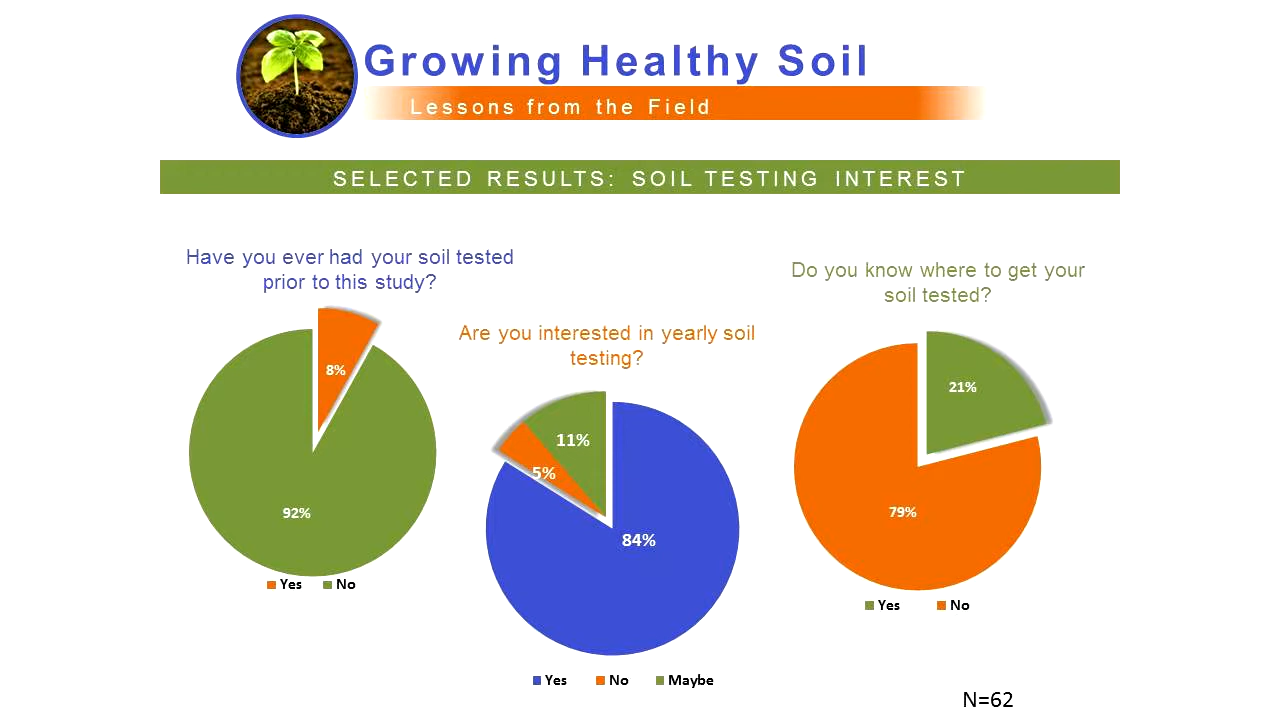 Growing Healthy Soil
Lessons from the Field
SELECTED RESULTS: SOIL TESTING INTEREST
Have you ever had your soil tested
prior to this study?
8%
92%
Yes No
Are you interested in yearly soil
testing?
11%
5%
84%
Yes No Maybe
Do you know where to get your
soil tested?
21%
79%
Yes No
N=62